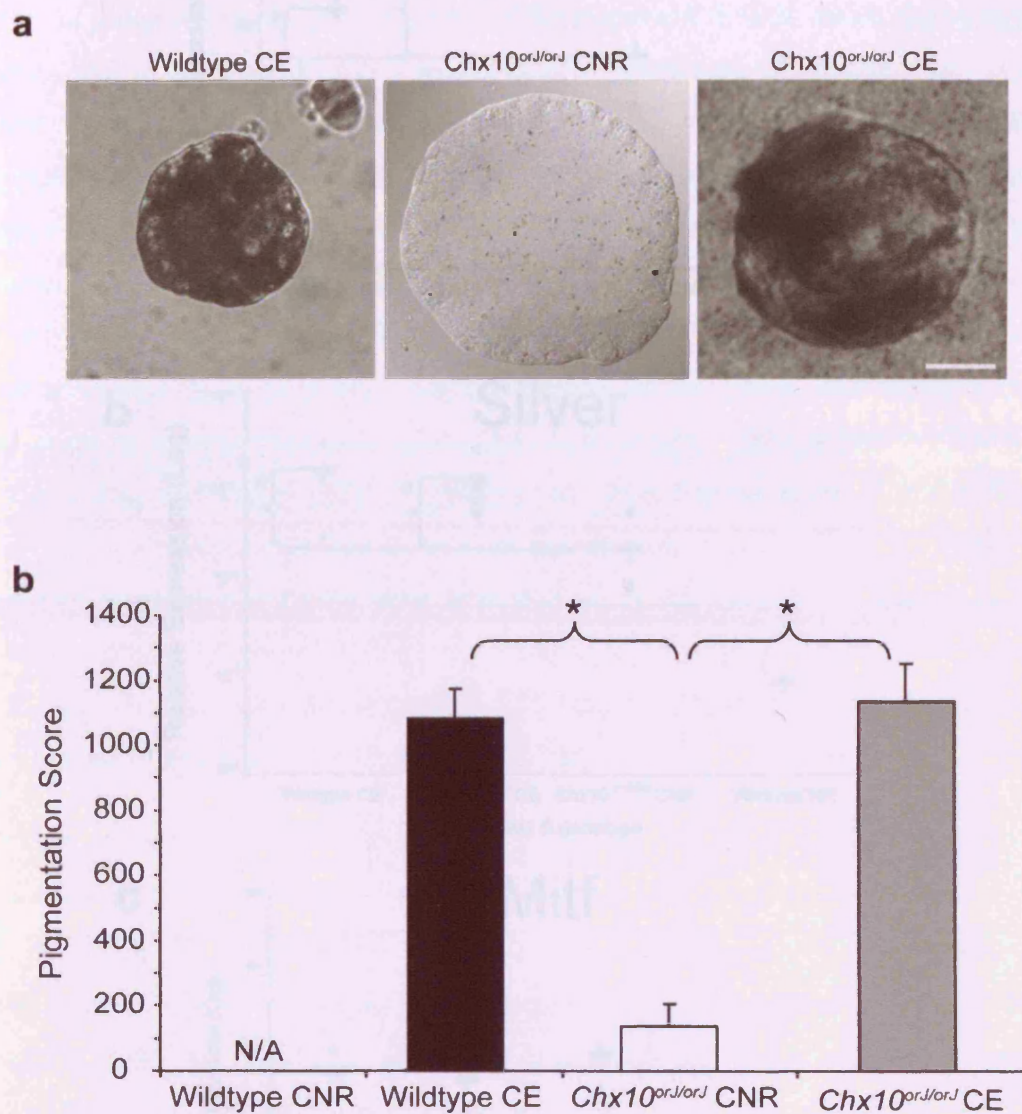 a
Wildtype CE
Chx10orJ/orJ CNR
Chx10orJ/orJ CE
b
Silver
b
1400
1200
1000
800
600
400
200
0
Pigmentation Score
*
*
N/A
Mitf
Wildtype CNR
Wildtype CE
Chx10orJ/orJ CNR
Chx10orJ/orJ CE